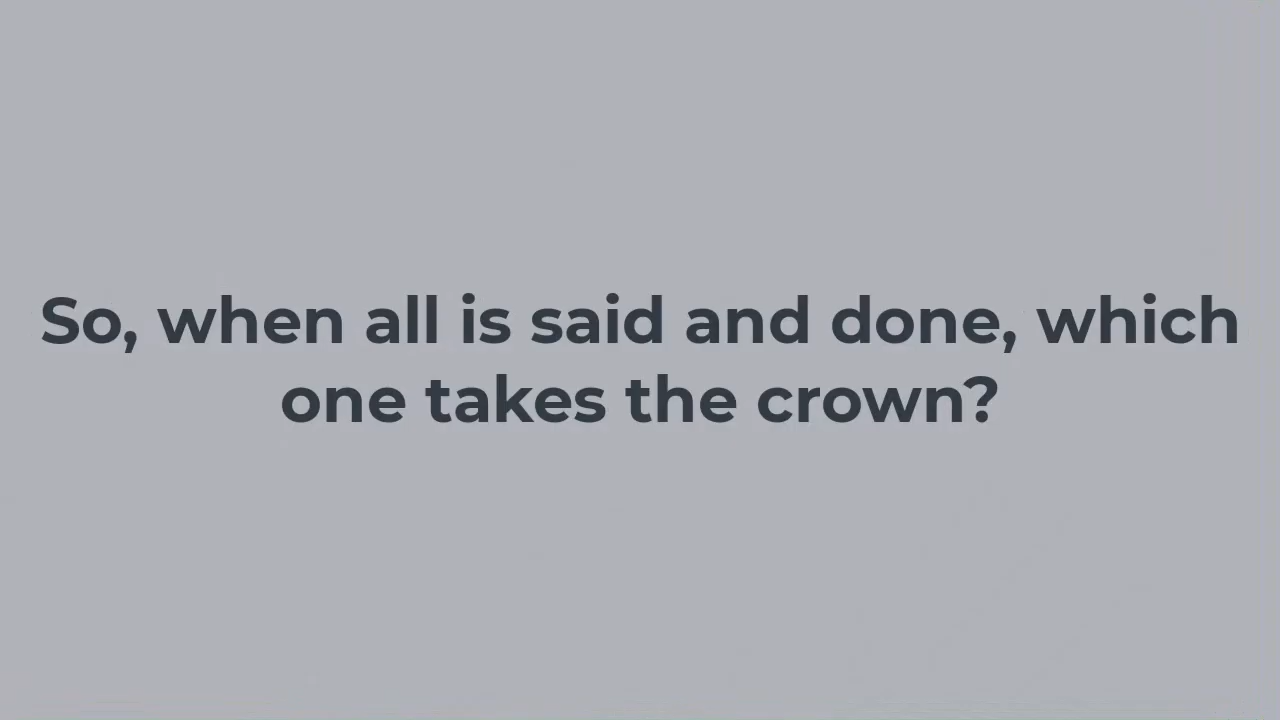 So, when all is said and done, which
one takes the crown?